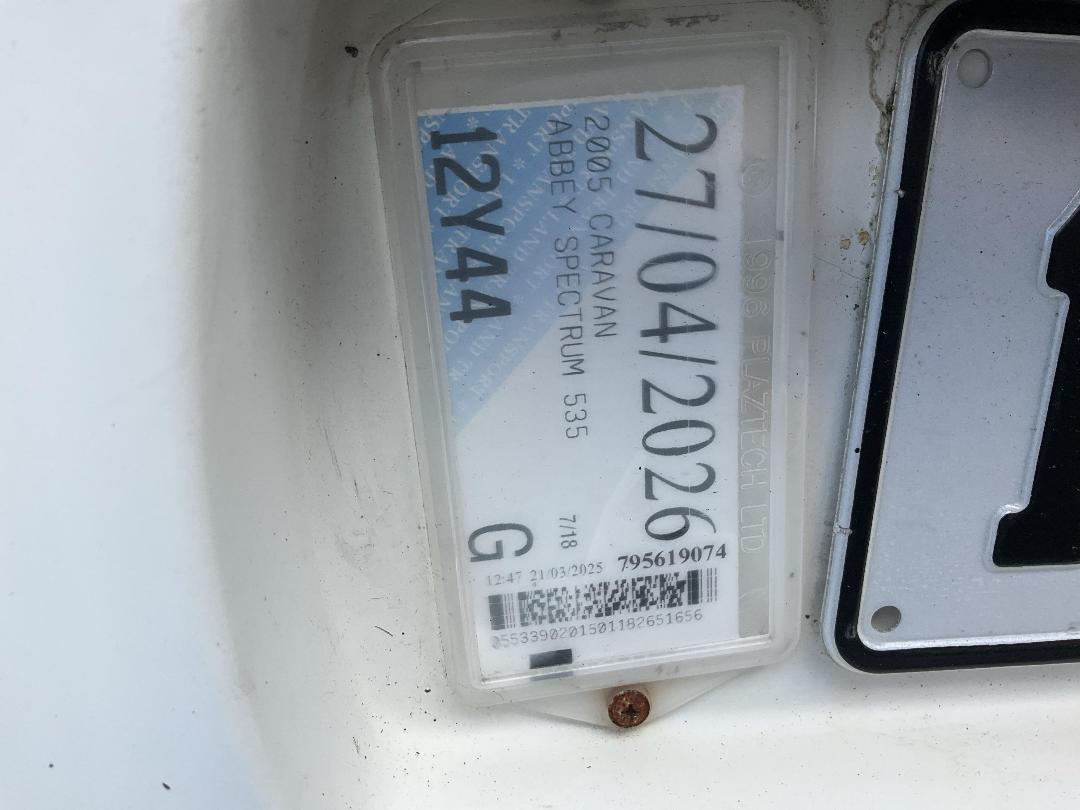 27/04/2026
2005 CARAVAN
ABBEY SPECTRUM 535
7/18
12Y44
G
12:47 21/03/2025 795619074
0553390201501182651656
© 1996 PLAZTECH LTD